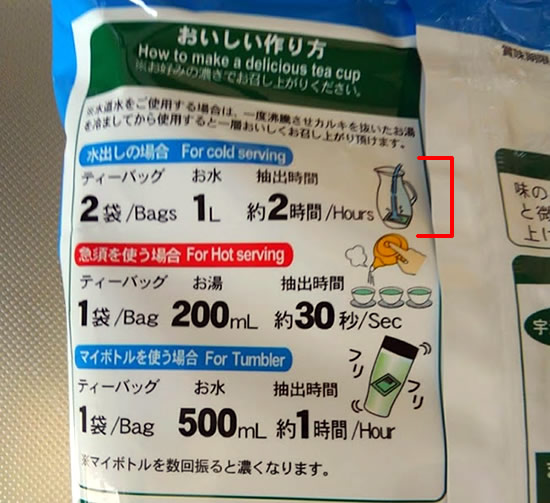 おいしい作り方
How to make a delicious tea cup
※お好みの濃さでお召し上がりください。
賞味期限
※水道水をご使用する場合は、一度沸騰させカルキを抜いたお湯
を冷ましてから使用すると一層おいしくお召し上がり頂けます。
水出しの場合 For cold serving
ティーバッグ お水 抽出時間
2袋/Bags 1L 約2時間/Hours
味の
と徴
上げ
急須を使う場合 For Hot serving
ティーバッグ お湯 抽出時間
1袋/Bag 200mL 約30秒/Sec
宇
マイボトルを使う場合 For Tumbler
フリ
フリ
ティーバッグ お水 抽出時間
1袋/Bag 500mL 約1時間/Hour
※マイボトルを数回振ると濃くなります。